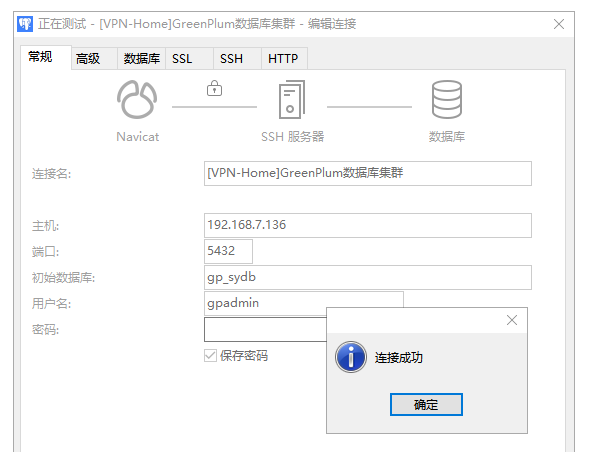 正在测试 - [VPN-Home]GreenPlum数据库集群 - 编辑连接
常规 高级 数据库 SSL SSH HTTP
Navicat SSH 服务器 数据库
连接名: [VPN-Home]GreenPlum数据库集群
主机: 192.168.7.136
端口: 5432
初始数据库: gp_sydb
用户名: gpadmin
密码:
保存密码
连接成功
确定